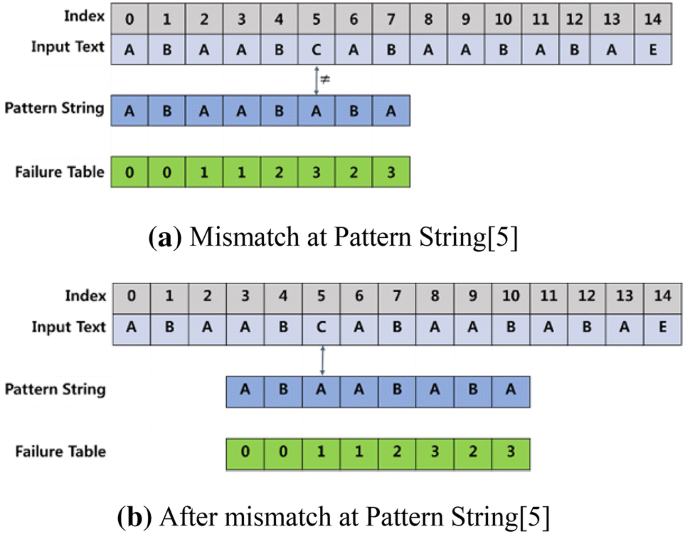 Index 0 1 2 3 4 5 6 7 8 9 10 11 12 13 14
Input Text A B A A B C A B A A B A B A E
≠
Pattern String A B A A B A B A
Failure Table 0 0 1 1 2 3 2 3
(a) Mismatch at Pattern String[5]
Index 0 1 2 3 4 5 6 7 8 9 10 11 12 13 14
Input Text A B A A B C A B A A B A B A E
Pattern String A B A A B A B A
Failure Table 0 0 1 1 2 3 2 3
(b) After mismatch at Pattern String[5]